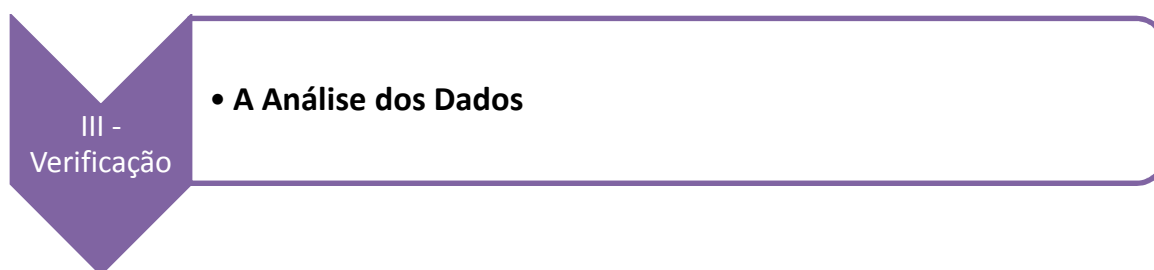 III -
Verificação
• A Análise dos Dados